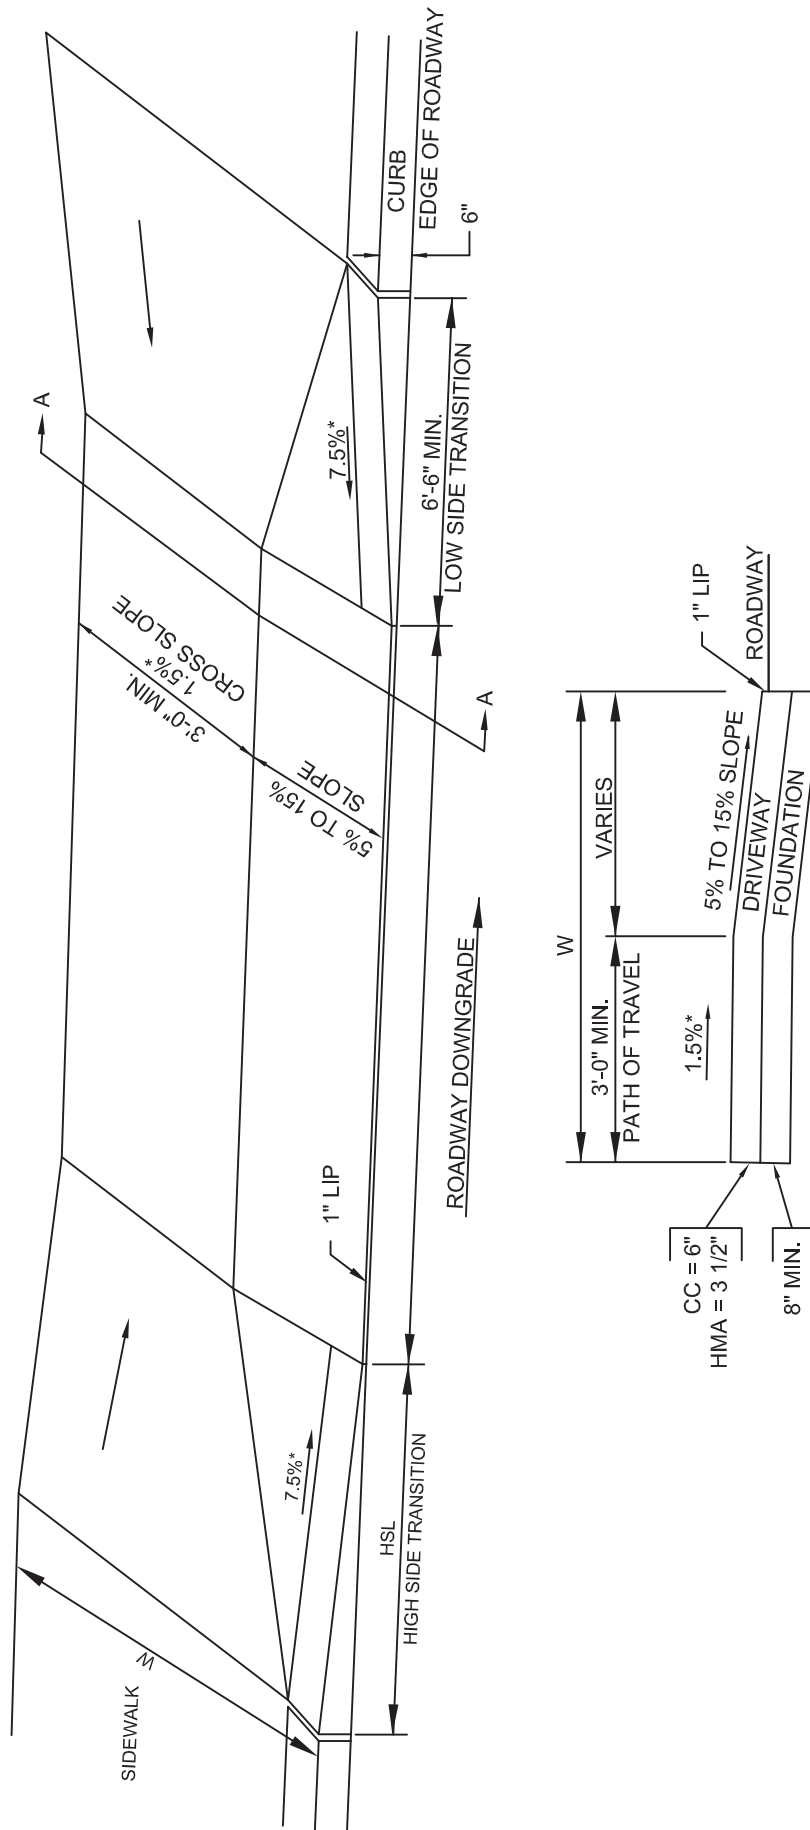 SIDEWALK
W
HSL
HIGH SIDE TRANSITION
7.5%*
1" LIP
ROADWAY DOWNGRADE
3'-0" MIN.
1.5%*
CROSS SLOPE
5% TO 15%
SLOPE
A
A
7.5%*
6'-6" MIN.
LOW SIDE TRANSITION
CURB
EDGE OF ROADWAY
6"
W
3'-0" MIN.
PATH OF TRAVEL
VARIES
1.5%*
5% TO 15% SLOPE
DRIVEWAY
FOUNDATION
1" LIP
ROADWAY
CC = 6"
HMA = 3 1/2"
8" MIN.